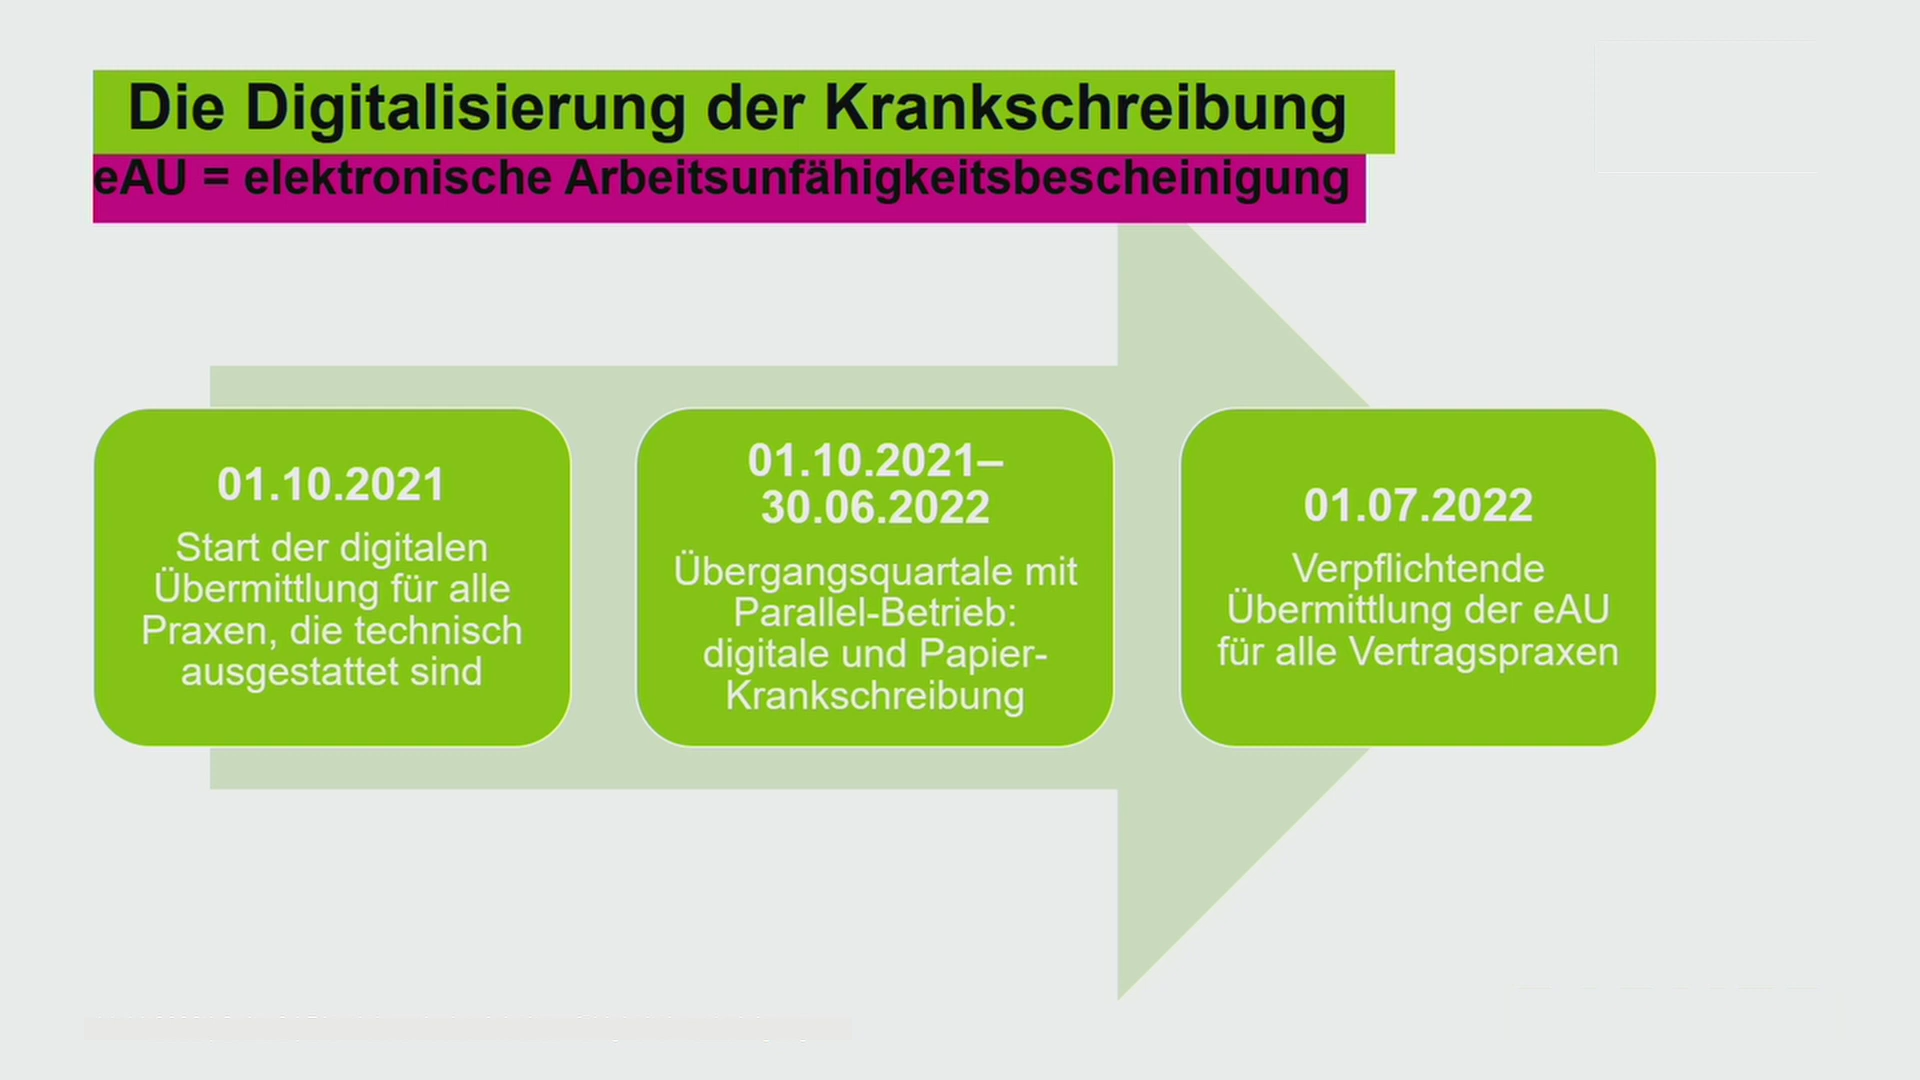 Die Digitalisierung der Krankschreibung
eAU = elektronische Arbeitsunfähigkeitsbescheinigung
01.10.2021
Start der digitalen
Übermittlung für alle
Praxen, die technisch
ausgestattet sind
01.10.2021–
30.06.2022
Übergangsquartale mit
Parallel-Betrieb:
digitale und Papier-
Krankschreibung
01.07.2022
Verpflichtende
Übermittlung der eAU
für alle Vertragspraxen